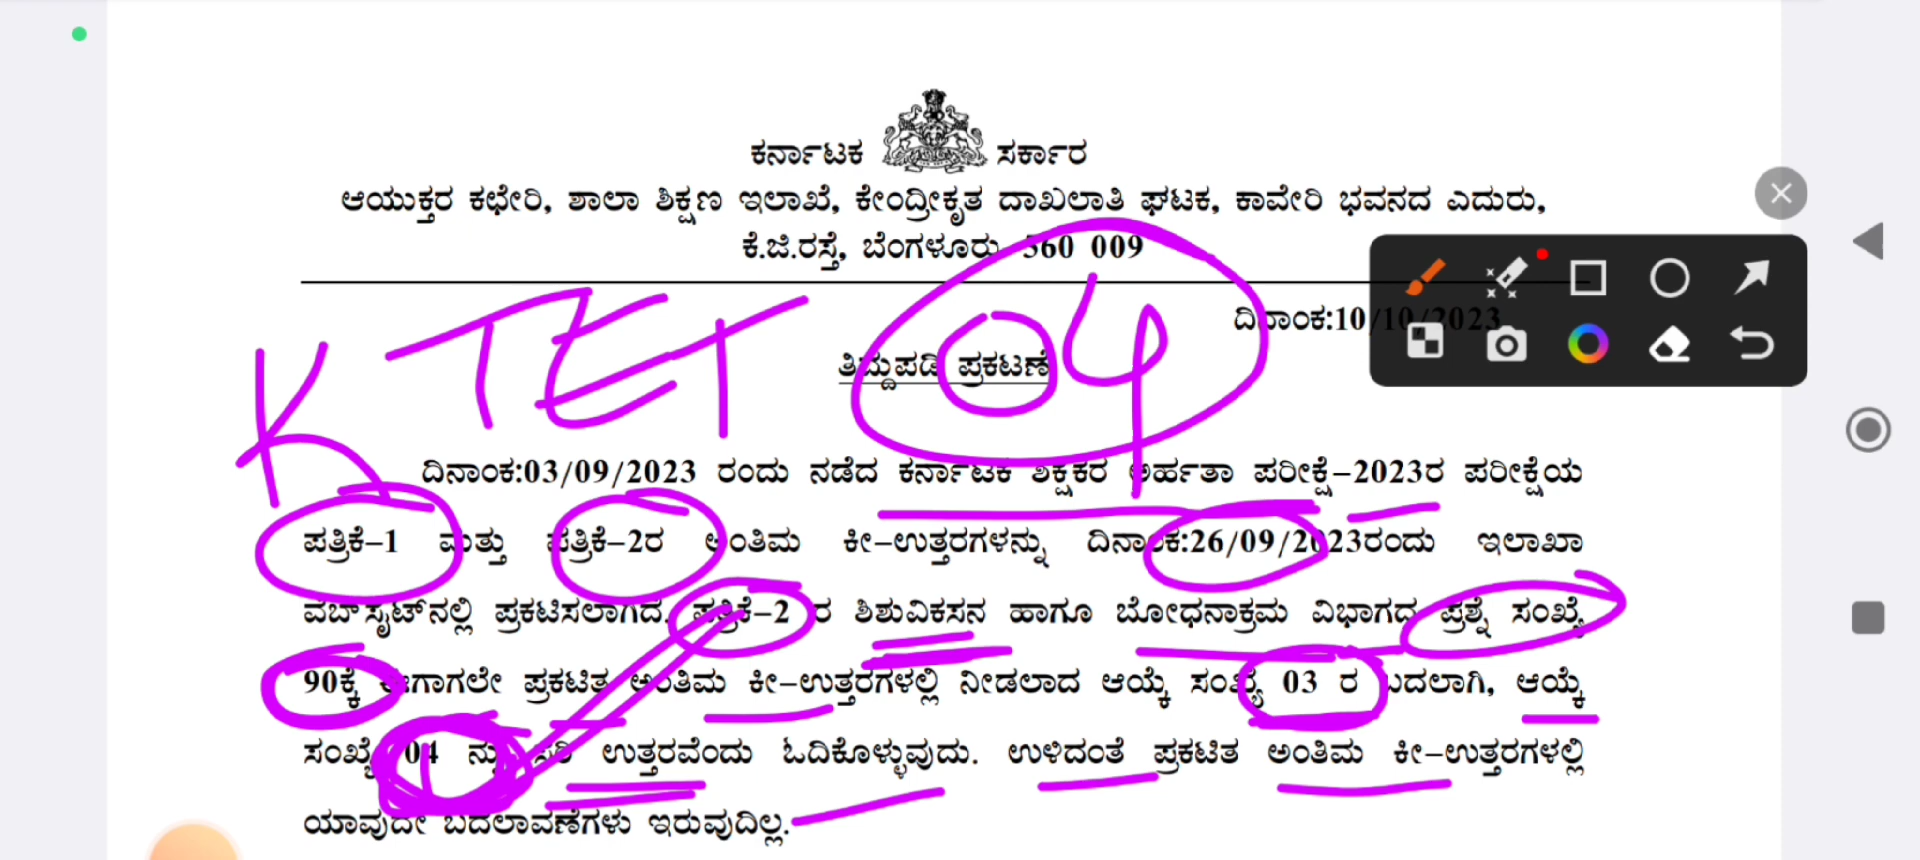 ಕರ್ನಾಟಕ ಸರ್ಕಾರ
ಆಯುಕ್ತರ ಕಛೇರಿ, ಶಾಲಾ ಶಿಕ್ಷಣ ಇಲಾಖೆ, ಕೇಂದ್ರೀಕೃತ ದಾಖಲಾತಿ ಘಟಕ, ಕಾವೇರಿ ಭವನದ ಎದುರು,
ಕೆ.ಜಿ.ರಸ್ತೆ, ಬೆಂಗಳೂರು 560 009
ದಿನಾಂಕ:10/10/2023
KTET 04
ತಿದ್ದುಪಡಿ ಪ್ರಕಟಣೆ
ದಿನಾಂಕ:03/09/2023 ರಂದು ನಡೆದ ಕರ್ನಾಟಕ ಶಿಕ್ಷಕರ ಅರ್ಹತಾ ಪರೀಕ್ಷೆ-2023ರ ಪರೀಕ್ಷೆಯ
ಪತ್ರಿಕೆ-1 ಮತ್ತು ಪತ್ರಿಕೆ-2ರ ಅಂತಿಮ ಕೀ-ಉತ್ತರಗಳನ್ನು ದಿನಾಂಕ:26/09/2023ರಂದು ಇಲಾಖಾ
ವೆಬ್‌ಸೈಟ್‌ನಲ್ಲಿ ಪ್ರಕಟಿಸಲಾಗಿದೆ. ಪತ್ರಿಕೆ-2 ರ ಶಿಶುವಿಕಸನ ಹಾಗೂ ಬೋಧನಾಕ್ರಮ ವಿಭಾಗದ ಪ್ರಶ್ನೆ ಸಂಖ್ಯೆ
90ಕ್ಕೆ ಈಗಾಗಲೇ ಪ್ರಕಟಿತ ಅಂತಿಮ ಕೀ-ಉತ್ತರಗಳಲ್ಲಿ ನೀಡಲಾದ ಆಯ್ಕೆ ಸಂಖ್ಯೆ 03 ರ ಬದಲಾಗಿ, ಆಯ್ಕೆ
ಸಂಖ್ಯೆ 04 ನ್ನು ಸರಿ ಉತ್ತರವೆಂದು ಓದಿಕೊಳ್ಳುವುದು. ಉಳಿದಂತೆ ಪ್ರಕಟಿತ ಅಂತಿಮ ಕೀ-ಉತ್ತರಗಳಲ್ಲಿ
ಯಾವುದೇ ಬದಲಾವಣೆಗಳು ಇರುವುದಿಲ್ಲ.